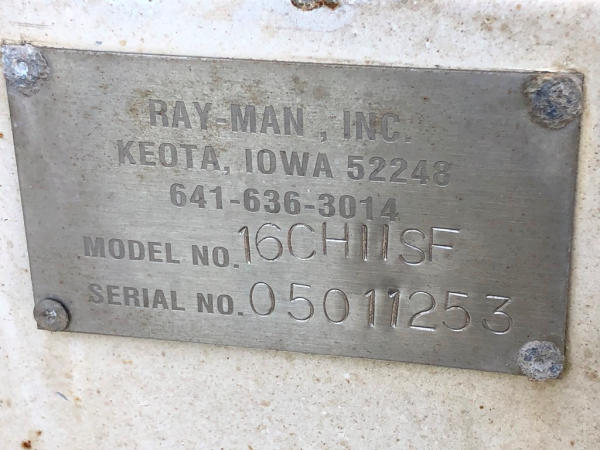 RAY-MAN , INC.
KEOTA, IOWA 52248
641-636-3014
MODEL NO. 16CH11SF
SERIAL NO. 05011253